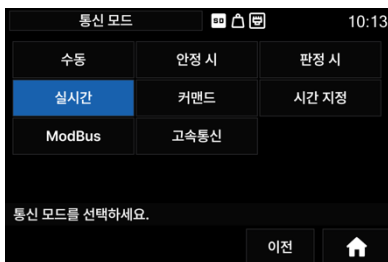 통신 모드 SD 10:13
수동 안정 시 판정 시
실시간 커맨드 시간 지정
ModBus 고속통신
통신 모드를 선택하세요.
이전